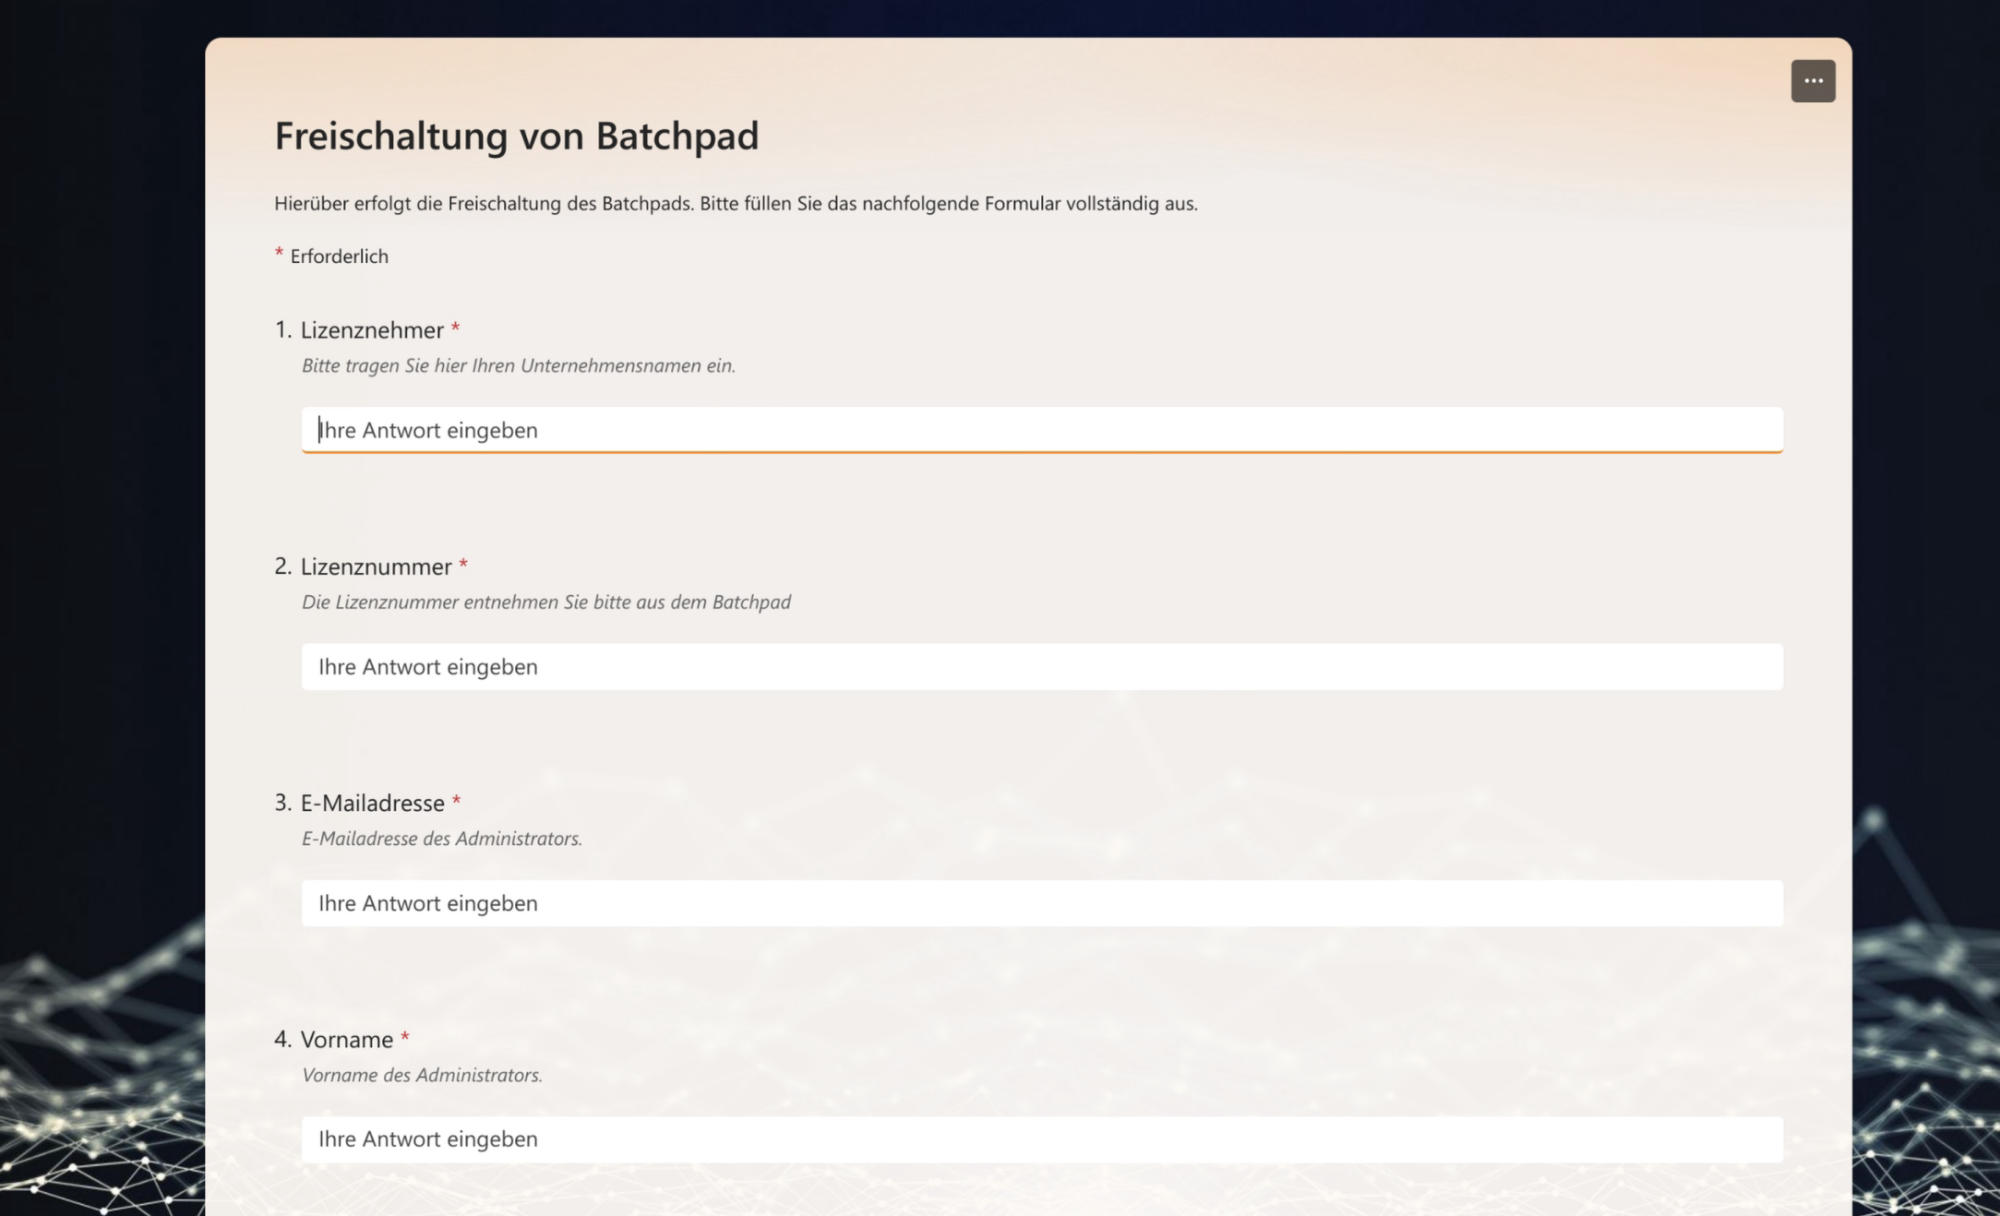 ...
Freischaltung von Batchpad
Hierüber erfolgt die Freischaltung des Batchpads. Bitte füllen Sie das nachfolgende Formular vollständig aus.
* Erforderlich
1. Lizenznehmer *
Bitte tragen Sie hier Ihren Unternehmensnamen ein.
Ihre Antwort eingeben
2. Lizenznummer *
Die Lizenznummer entnehmen Sie bitte aus dem Batchpad
Ihre Antwort eingeben
3. E-Mailadresse *
E-Mailadresse des Administrators.
Ihre Antwort eingeben
4. Vorname *
Vorname des Administrators.
Ihre Antwort eingeben